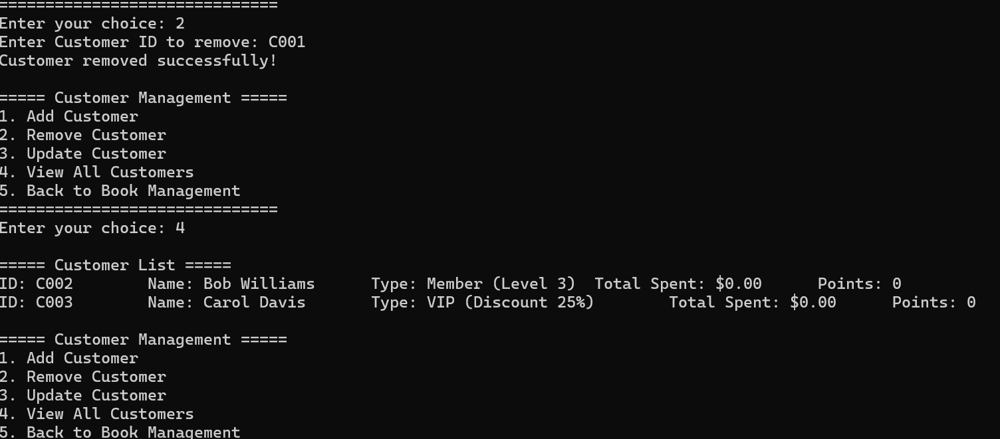 ==============================
Enter your choice: 2
Enter Customer ID to remove: C001
Customer removed successfully!
===== Customer Management =====
1. Add Customer
2. Remove Customer
3. Update Customer
4. View All Customers
5. Back to Book Management
==============================
Enter your choice: 4
===== Customer List =====
ID: C002        Name: Bob Williams      Type: Member (Level 3)  Total Spent: $0.00      Points: 0
ID: C003        Name: Carol Davis       Type: VIP (Discount 25%)        Total Spent: $0.00      Points: 0
===== Customer Management =====
1. Add Customer
2. Remove Customer
3. Update Customer
4. View All Customers
5. Back to Book Management